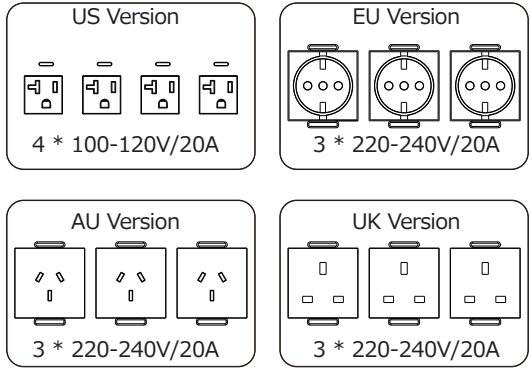 US Version
4 * 100-120V/20A
EU Version
3 * 220-240V/20A
AU Version
3 * 220-240V/20A
UK Version
3 * 220-240V/20A